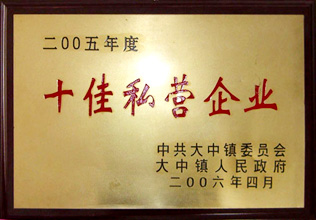 二00五年度
十佳私营企业
中共大中镇委员会
大中镇人民政府
二00六年四月